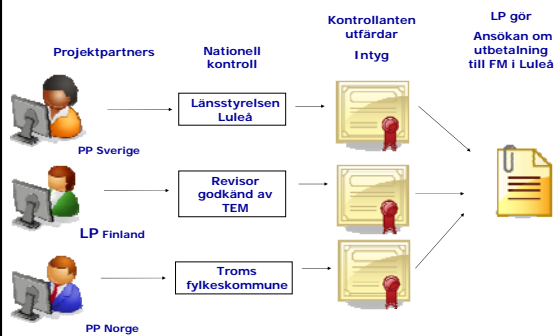 Projektpartners
Nationell
kontroll
Kontrollanten
utfärdar
Intyg
LP gör
Ansökan om
utbetalning
till FM i Luleå
Länsstyrelsen
Luleå
PP Sverige
Revisor
godkänd av
TEM
LP Finland
Troms
fylkeskommune
PP Norge